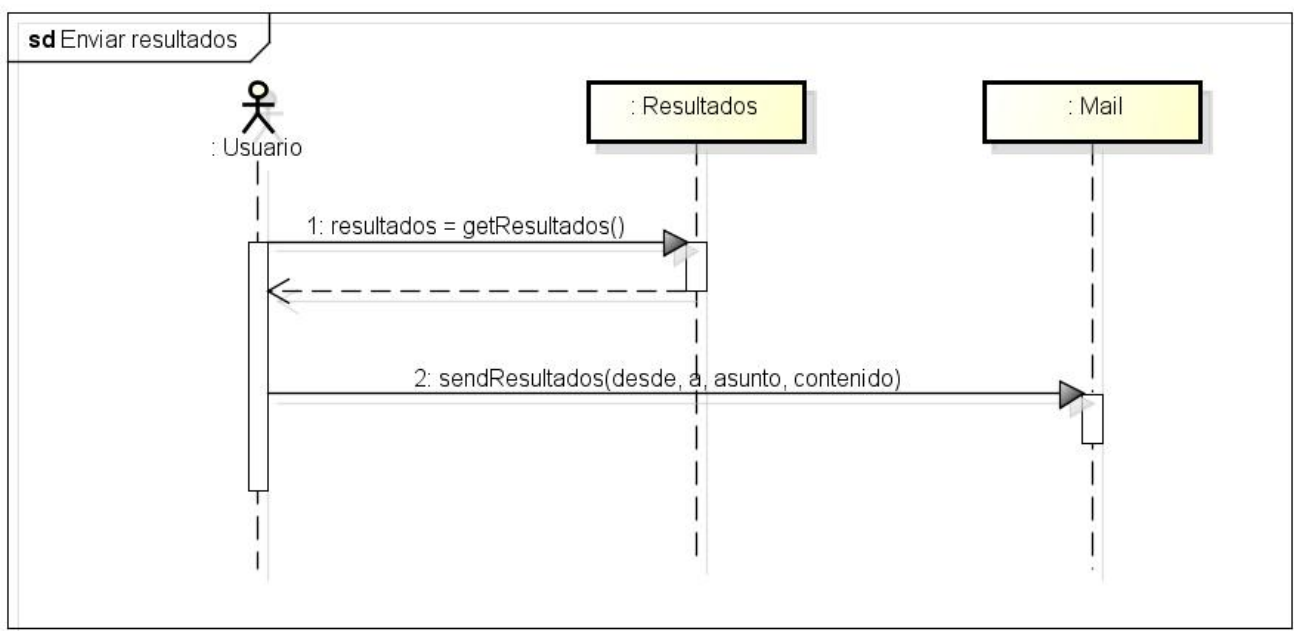 sd Enviar resultados
: Usuario
: Resultados
: Mail
1: resultados = getResultados()
2: sendResultados(desde, a, asunto, contenido)